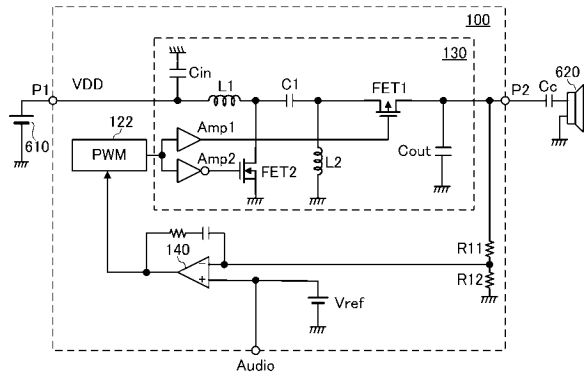 100
130
Cin
L1
C1
FET1
P1
VDD
P2
Cc
620
610
122
PWM
Amp1
Amp2
FET2
L2
Cout
140
−
+
Vref
R11
R12
Audio